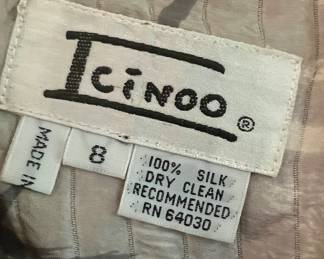 Icinoo ®
MADE IN
8
100% SILK
DRY CLEAN
RECOMMENDED
RN 64030